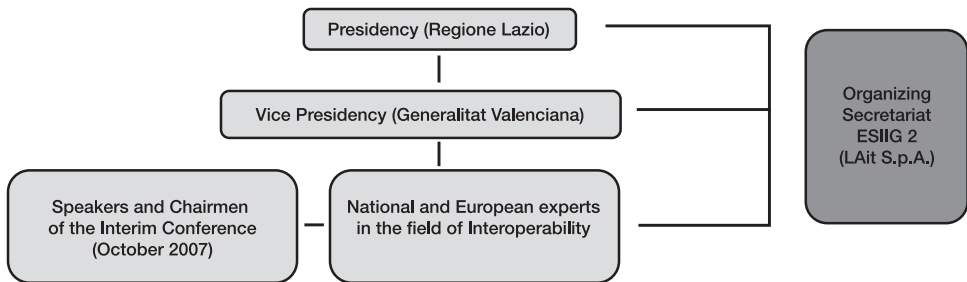 Presidency (Regione Lazio)
Vice Presidency (Generalitat Valenciana)
Speakers and Chairmen
of the Interim Conference
(October 2007)
National and European experts
in the field of Interoperability
Organizing
Secretariat
ESIIG 2
(LAit S.p.A.)